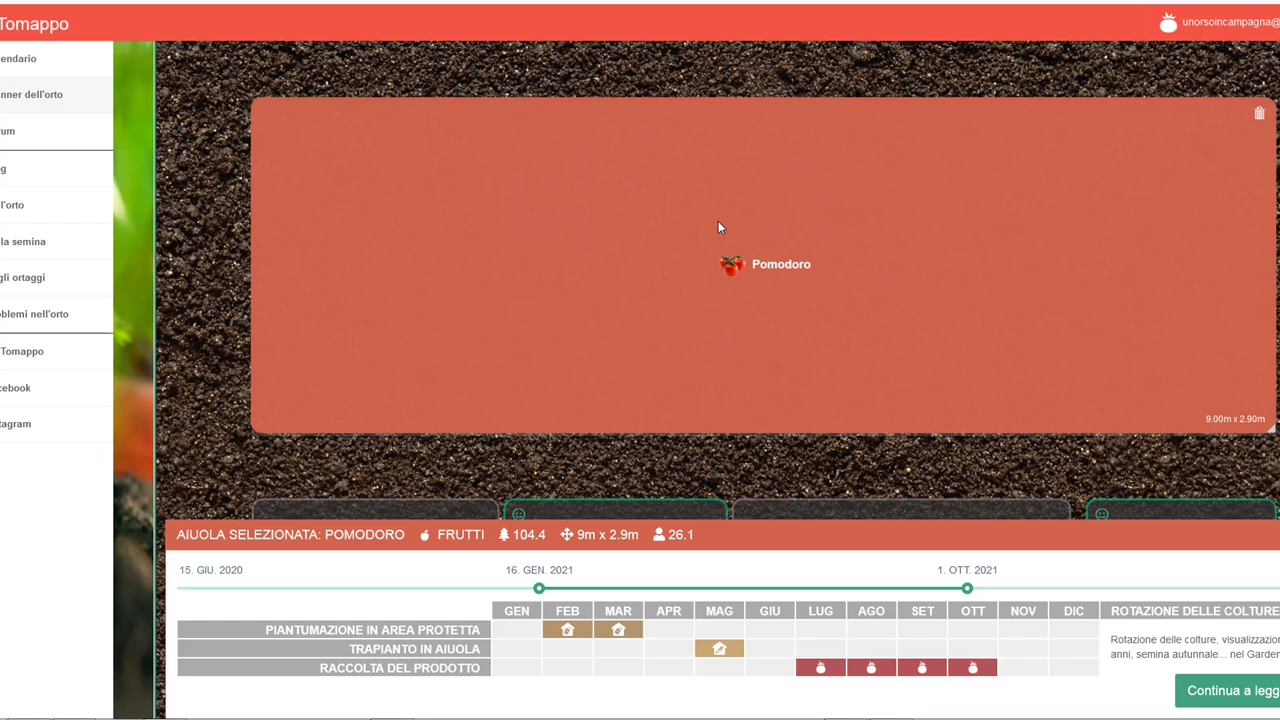 Tomappo
unorsoincampagna@
endario
nner dell'orto
rum
g
l'orto
la semina
gli ortaggi
oblemi nell'orto
Tomappo
cebook
tagram
Pomodoro
9.00m x 2.90m
AIUOLA SELEZIONATA: POMODORO FRUTTI 104.4 9m x 2.9m 26.1
15. GIU. 2020 16. GEN. 2021 1. OTT. 2021
GEN FEB MAR APR MAG GIU LUG AGO SET OTT NOV DIC ROTAZIONE DELLE COLTURE
PIANTUMAZIONE IN AREA PROTETTA
TRAPIANTO IN AIUOLA
RACCOLTA DEL PRODOTTO
Rotazione delle colture, visualizzazion
anni, semina autunnale... nel Garden
Continua a legg